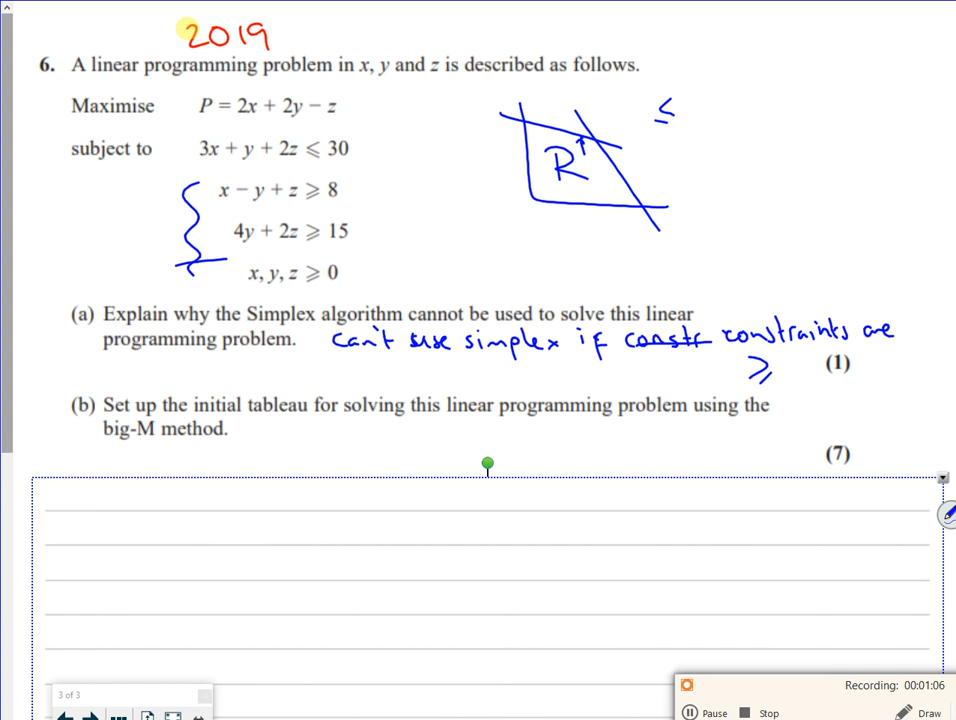 2019
6. A linear programming problem in x, y and z is described as follows.
Maximise P = 2x + 2y − z
≤
subject to 3x + y + 2z ⩽ 30
R
x − y + z ⩾ 8
4y + 2z ⩾ 15
x, y, z ⩾ 0
(a) Explain why the Simplex algorithm cannot be used to solve this linear
programming problem. can't use simplex if constr constraints are
⩾ (1)
(b) Set up the initial tableau for solving this linear programming problem using the
big-M method.
(7)
3 of 3
Recording: 00:01:06
Pause Stop Draw